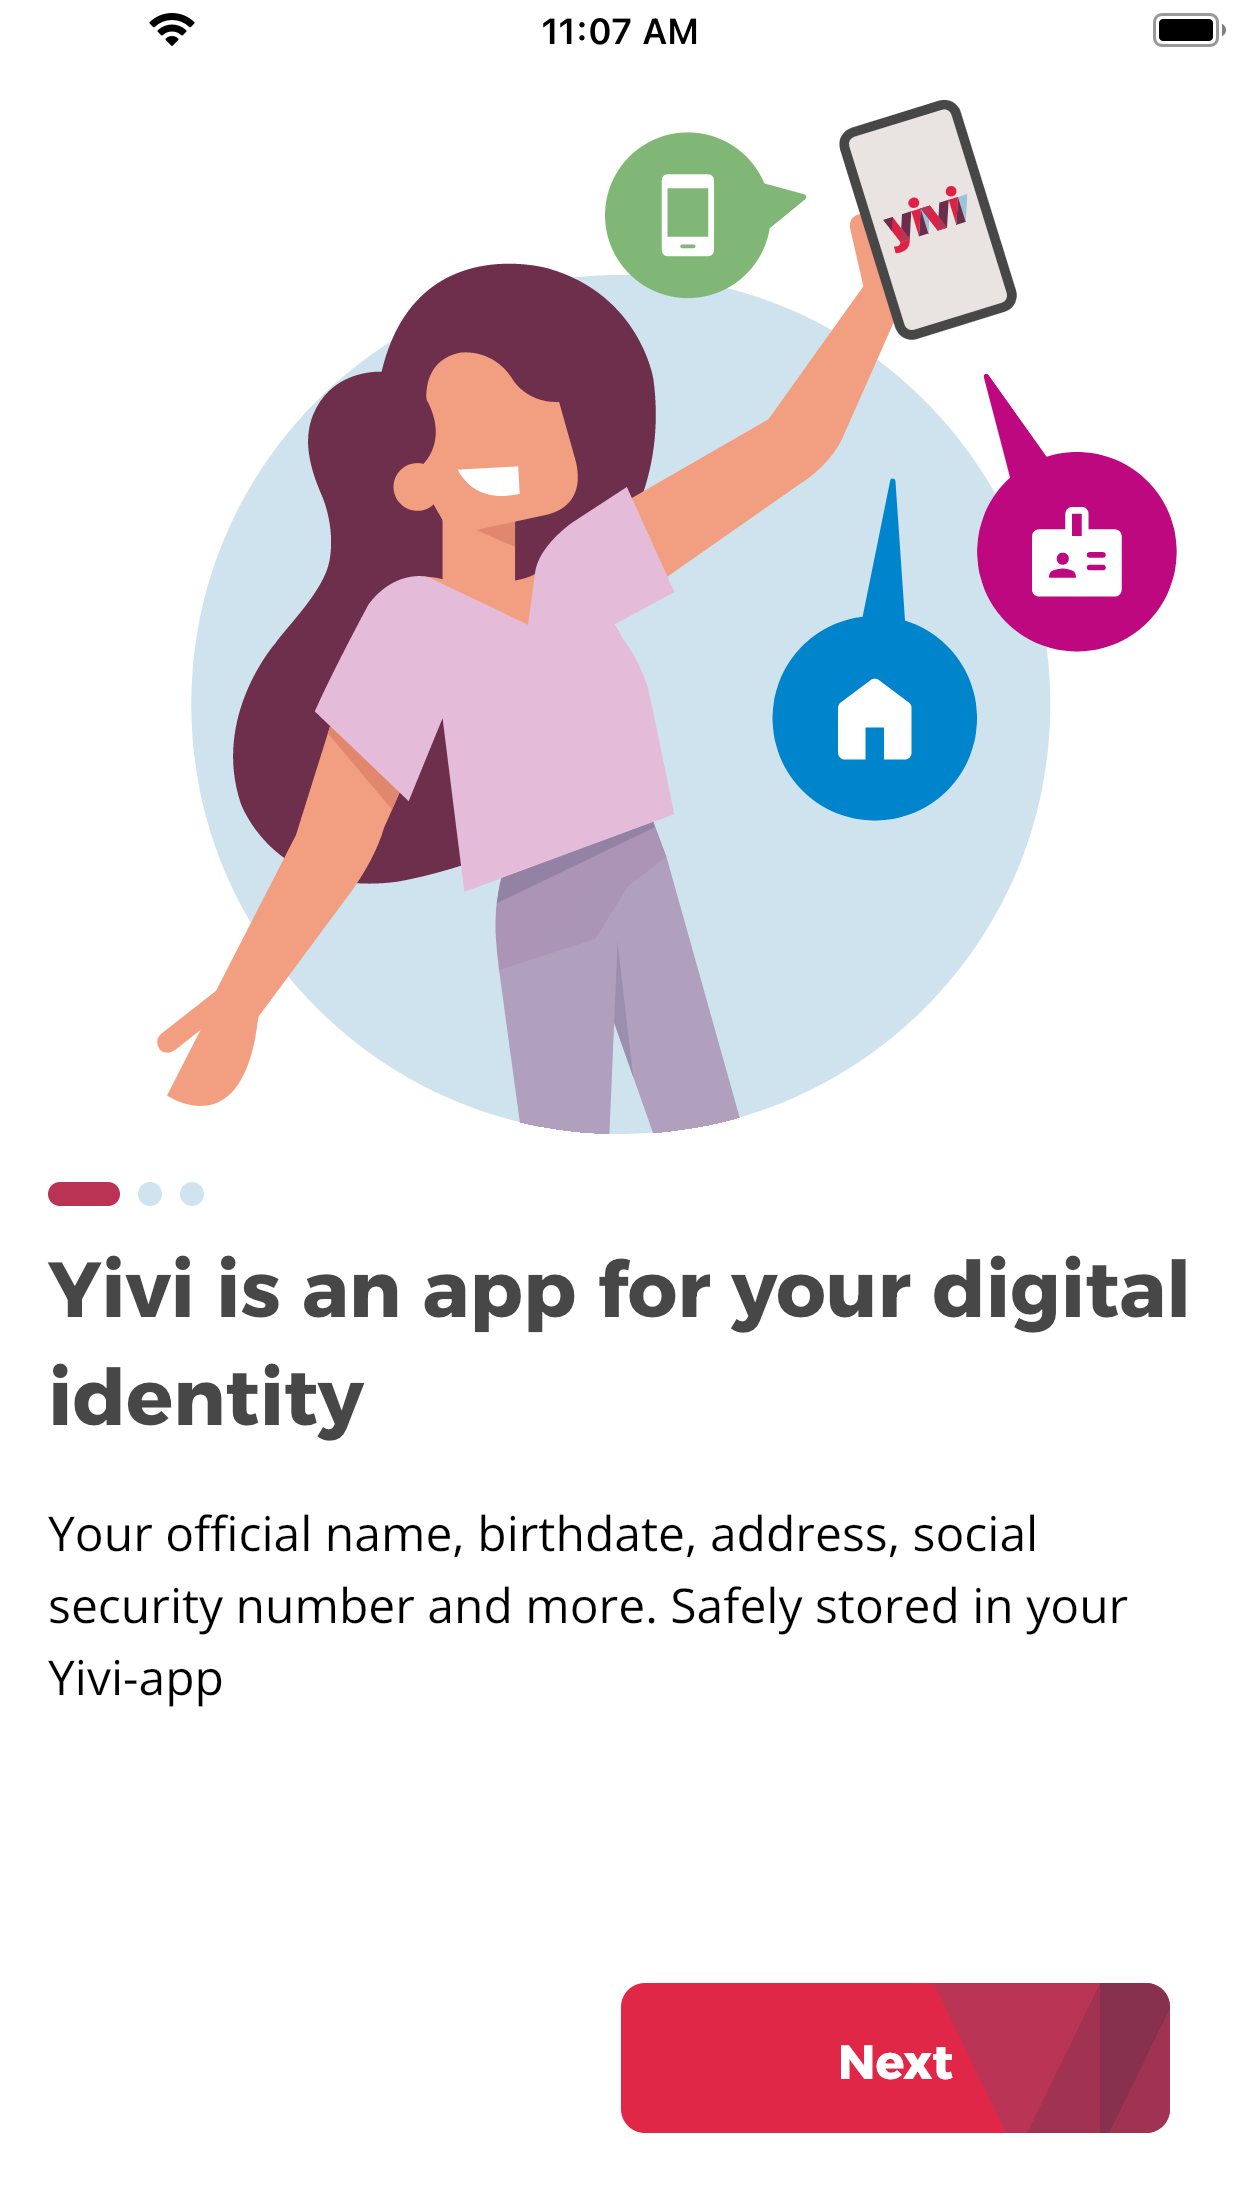 11:07 AM
yivi
Yivi is an app for your digital
identity
Your official name, birthdate, address, social
security number and more. Safely stored in your
Yivi-app
Next